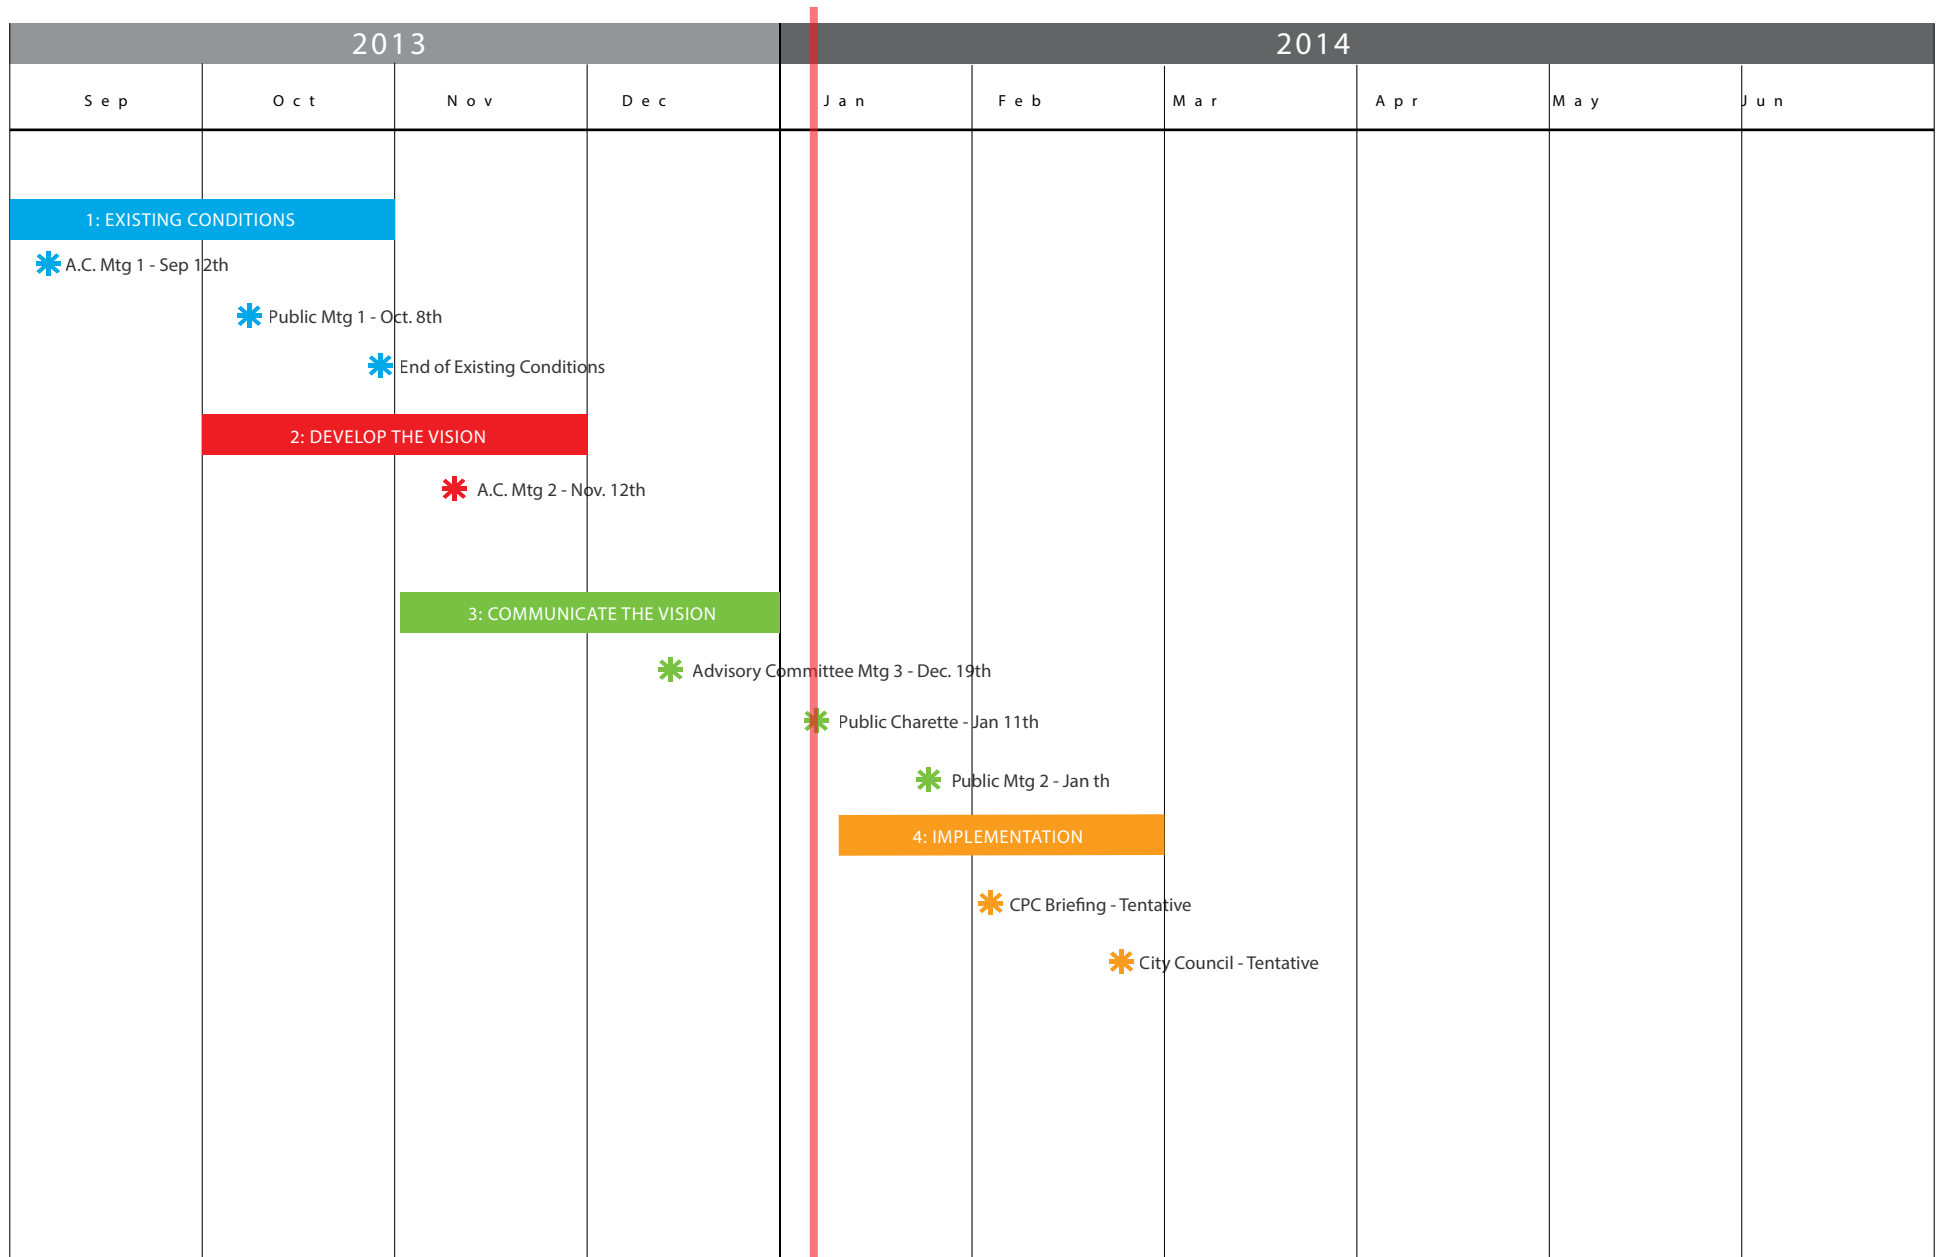 2013 2014
Sep Oct Nov Dec Jan Feb Mar Apr May Jun
1: EXISTING CONDITIONS
A.C. Mtg 1 - Sep 12th
Public Mtg 1 - Oct. 8th
End of Existing Conditions
2: DEVELOP THE VISION
A.C. Mtg 2 - Nov. 12th
3: COMMUNICATE THE VISION
Advisory Committee Mtg 3 - Dec. 19th
Public Charette - Jan 11th
Public Mtg 2 - Jan th
4: IMPLEMENTATION
CPC Briefing - Tentative
City Council - Tentative